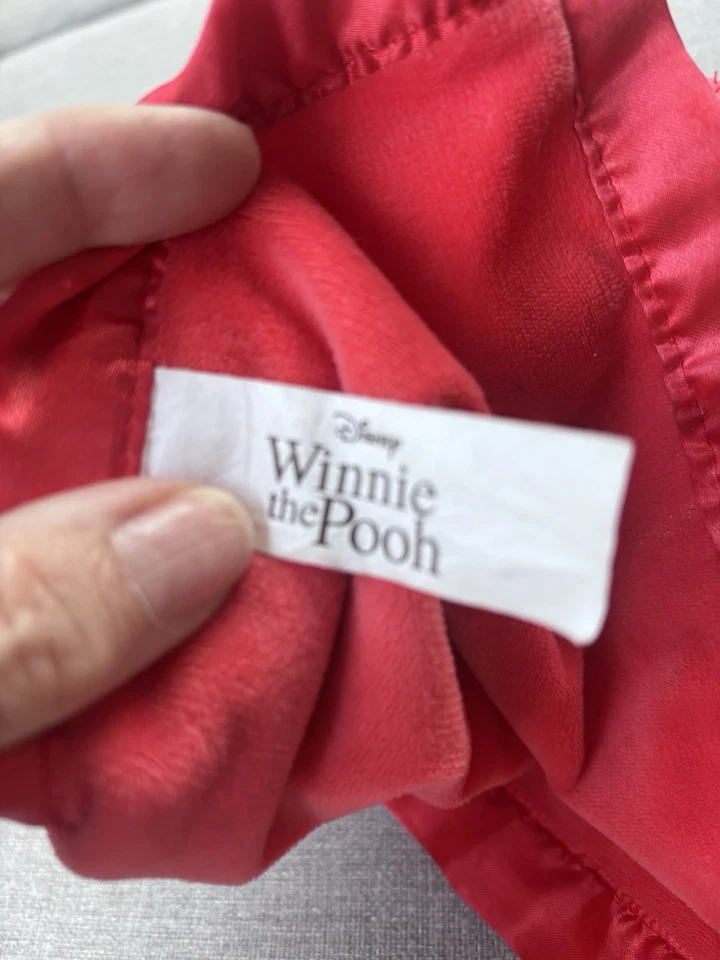 Disney
Winnie
the Pooh